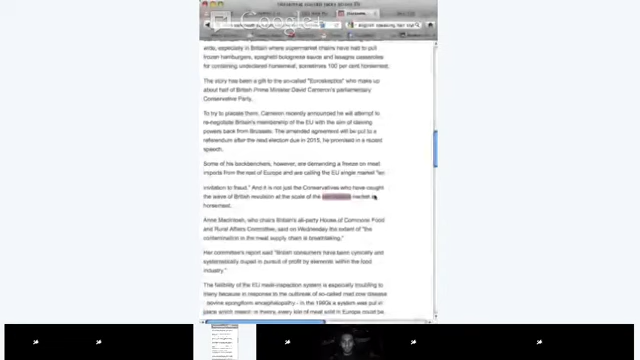 Google+
wide, especially in Britain where supermarket chains have had to pull
frozen hamburgers, spaghetti bolognese sauce and lasagne cassoulets
for containing undeclared horsemeat, sometimes 100 per cent horsemeat.
The story has been a gift to the so-called "Euroskeptics" who make up
about half of British Prime Minister David Cameron's parliamentary
Conservative Party.
To try to placate them, Cameron recently announced he will attempt to
re-negotiate Britain's membership of the EU with the aim of clawing
powers back from Brussels. The amended agreement will be put to a
referendum after the next election due in 2015, he promised in a recent
speech.
Some of his backbenchers, however, are demanding a freeze on meat
imports from the rest of Europe and are calling the EU single market "an
invitation to fraud." And it is not just the Conservatives who have caught
the wave of British revulsion at the scale of the market in
horsemeat.
Anne McIntosh, who chairs Britain's all-party House of Commons' Food
and Rural Affairs Committee, said on Wednesday the extent of "the
contamination in the meat supply chain is breathtaking."
Her committee's report said "British consumers have been cynically and
systematically duped in pursuit of profit by elements within the food
industry."
The fallibility of the EU meat-inspection system is especially troubling to
many because in response to the outbreak of so-called mad cow disease
- bovine spongiform encephalopathy - in the 1990s a system was put in
place which meant in theory, every bit of meat sold in Europe could be